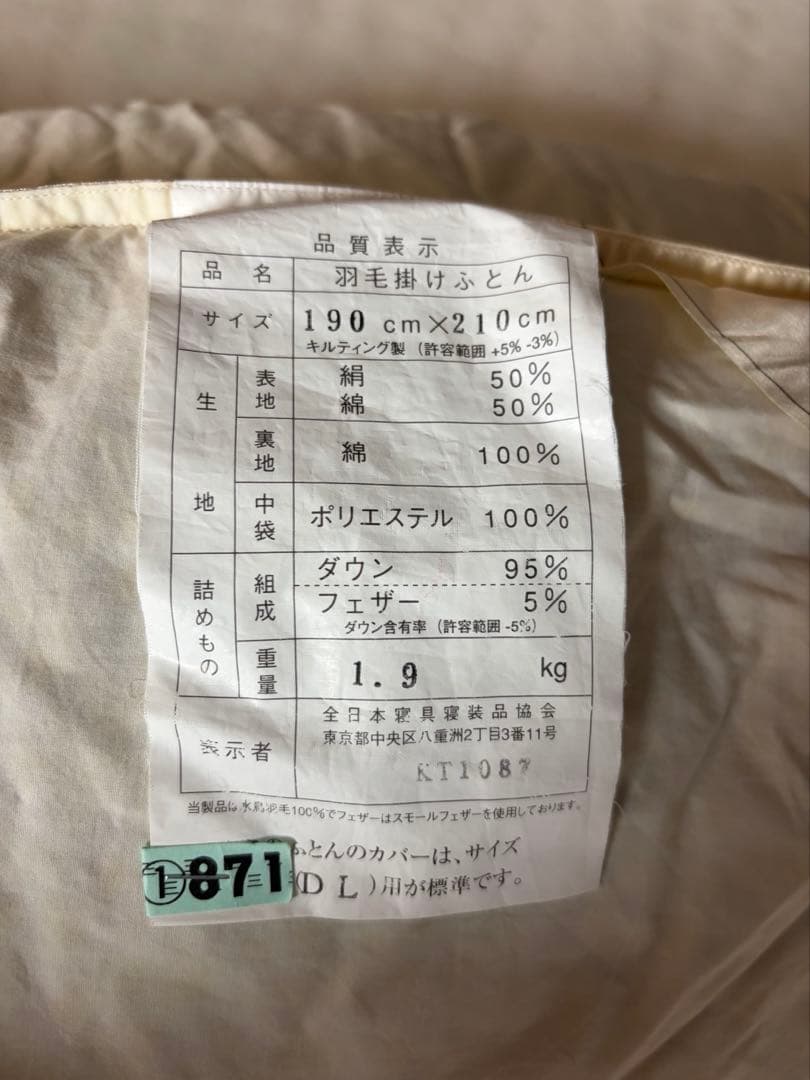 品質表示
品名 羽毛掛けふとん
サイズ 190 cm×210cm
キルティング製 (許容範囲 +5% -3%)
生地 表地 絹 50%
綿 50%
裏地 綿 100%
中袋 ポリエステル 100%
詰めもの 組成 ダウン 95%
フェザー 5%
ダウン含有率 (許容範囲 -5%)
重量 1.9 kg
表示者 全日本寝具寝装品協会
東京都中央区八重洲2丁目3番11号
KT1087
当製品は水鳥羽毛100%でフェザーはスモールフェザーを使用しております。
ふとんのカバーは、サイズ
(DL)用が標準です。
①871